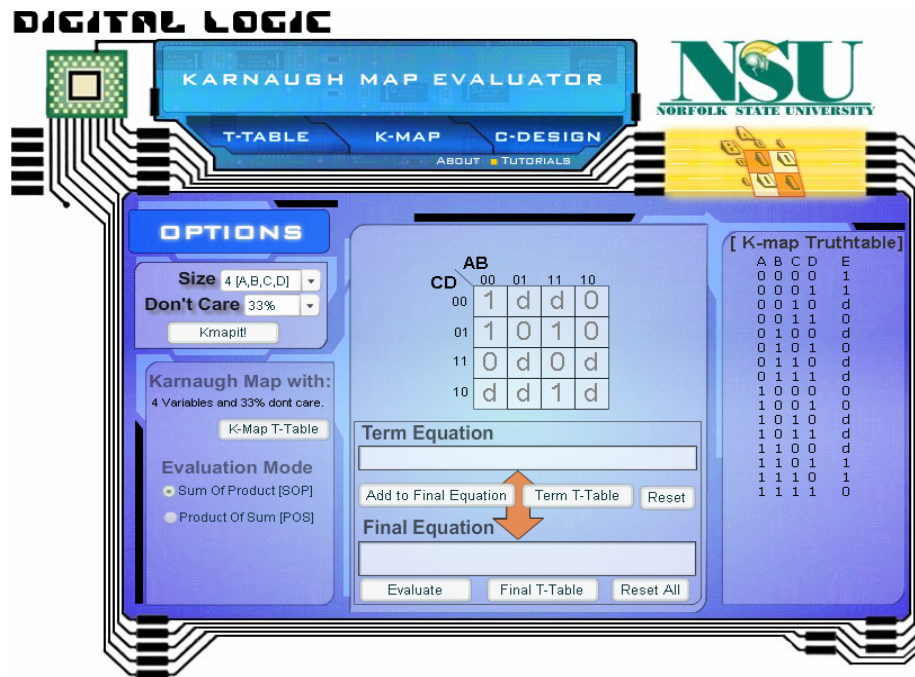 DIGITAL LOGIC
KARNAUGH MAP EVALUATOR
NSU
NORFOLK STATE UNIVERSITY
T-TABLE K-MAP C-DESIGN
ABOUT TUTORIALS
OPTIONS
Size 4 [A,B,C,D]
Don't Care 33%
Kmapit!
Karnaugh Map with:
4 Variables and 33% dont care.
K-Map T-Table
Evaluation Mode
Sum Of Product [SOP]
Product Of Sum [POS]
AB
CD 00 01 11 10
00 1 d d 0
01 1 0 1 0
11 0 d 0 d
10 d d 1 d
Term Equation
Add to Final Equation Term T-Table Reset
Final Equation
Evaluate Final T-Table Reset All
[ K-map Truthtable]
A B C D E
0 0 0 0 1
0 0 0 1 1
0 0 1 0 d
0 0 1 1 0
0 1 0 0 d
0 1 0 1 0
0 1 1 0 d
0 1 1 1 d
1 0 0 0 0
1 0 0 1 0
1 0 1 0 d
1 0 1 1 d
1 1 0 0 d
1 1 0 1 1
1 1 1 0 1
1 1 1 1 0